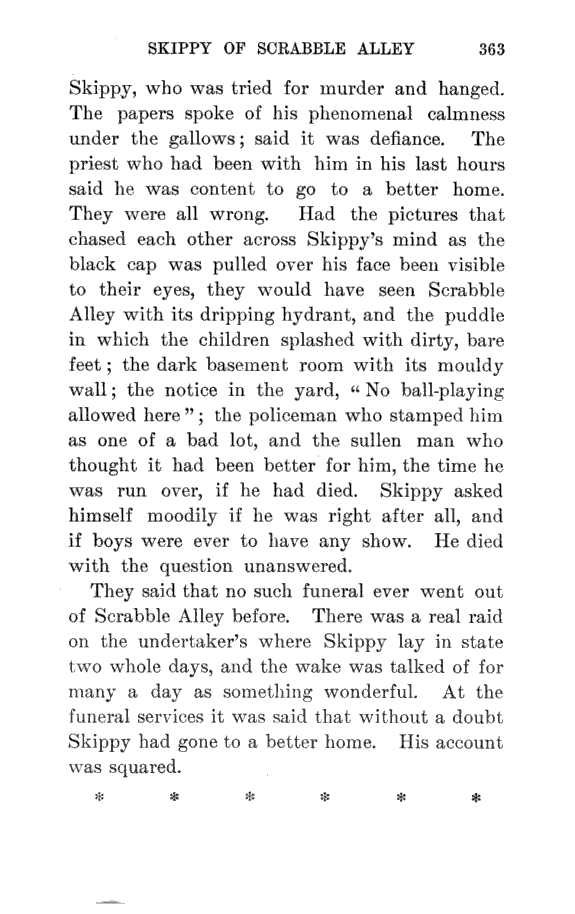 SKIPPY OF SCRABBLE ALLEY 363
Skippy, who was tried for murder and hanged.
The papers spoke of his phenomenal calmness
under the gallows; said it was defiance. The
priest who had been with him in his last hours
said he was content to go to a better home.
They were all wrong. Had the pictures that
chased each other across Skippy's mind as the
black cap was pulled over his face been visible
to their eyes, they would have seen Scrabble
Alley with its dripping hydrant, and the puddle
in which the children splashed with dirty, bare
feet; the dark basement room with its mouldy
wall; the notice in the yard, "No ball-playing
allowed here"; the policeman who stamped him
as one of a bad lot, and the sullen man who
thought it had been better for him, the time he
was run over, if he had died. Skippy asked
himself moodily if he was right after all, and
if boys were ever to have any show. He died
with the question unanswered.
They said that no such funeral ever went out
of Scrabble Alley before. There was a real raid
on the undertaker's where Skippy lay in state
two whole days, and the wake was talked of for
many a day as something wonderful. At the
funeral services it was said that without a doubt
Skippy had gone to a better home. His account
was squared.
* * * * * *